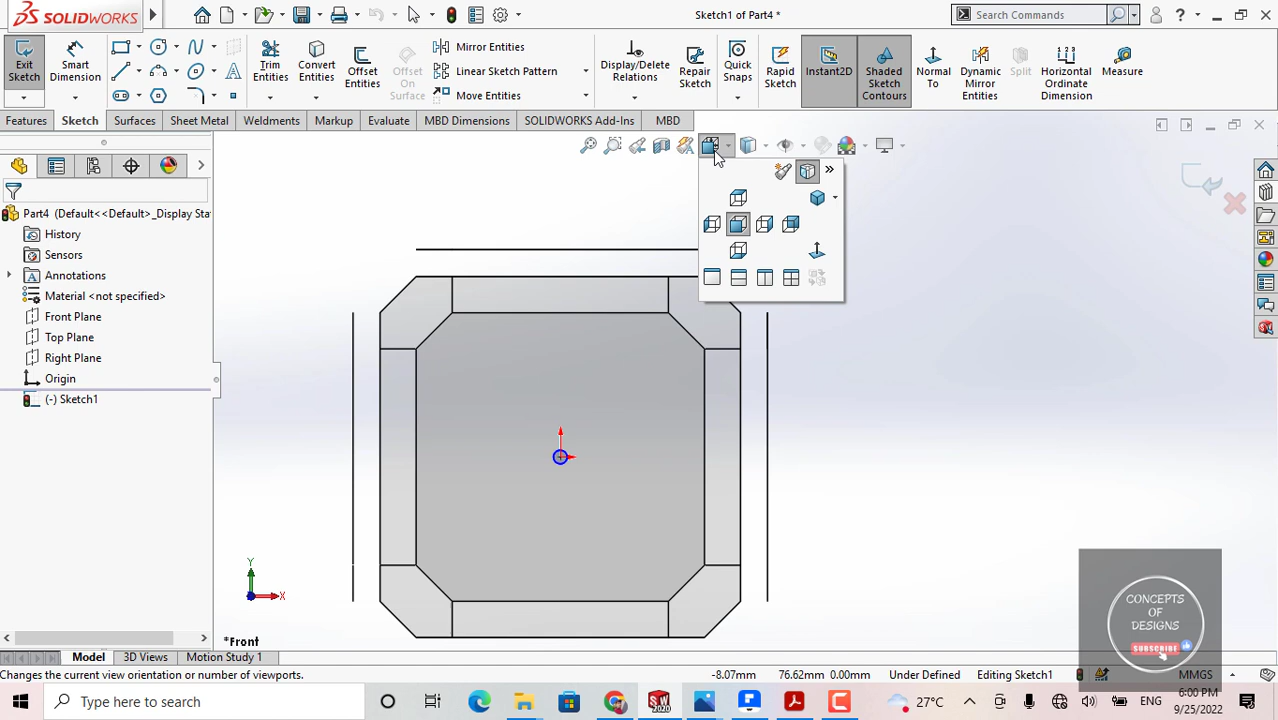 SOLIDWORKS
Sketch1 of Part4 *
Search Commands
Exit Sketch
Smart Dimension
Trim Entities
Convert Entities
Offset Entities
Offset On Surface
Mirror Entities
Linear Sketch Pattern
Move Entities
Display/Delete Relations
Repair Sketch
Quick Snaps
Rapid Sketch
Instant2D
Shaded Sketch Contours
Normal To
Dynamic Mirror Entities
Split
Horizontal Ordinate Dimension
Measure
Features
Sketch
Surfaces
Sheet Metal
Weldments
Markup
Evaluate
MBD Dimensions
SOLIDWORKS Add-Ins
MBD
Part4 (Default<<Default>_Display Sta
History
Sensors
Annotations
Material <not specified>
Front Plane
Top Plane
Right Plane
Origin
(-) Sketch1
Y
X
*Front
CONCEPTS
OF
DESIGNS
SUBSCRIBE
Model
3D Views
Motion Study 1
Changes the current view orientation or number of viewports.
-8.07mm
76.62mm
0.00mm
Under Defined
Editing Sketch1
MMGS
Type here to search
SW
2020
27°C
ENG
6:00 PM
9/25/2022